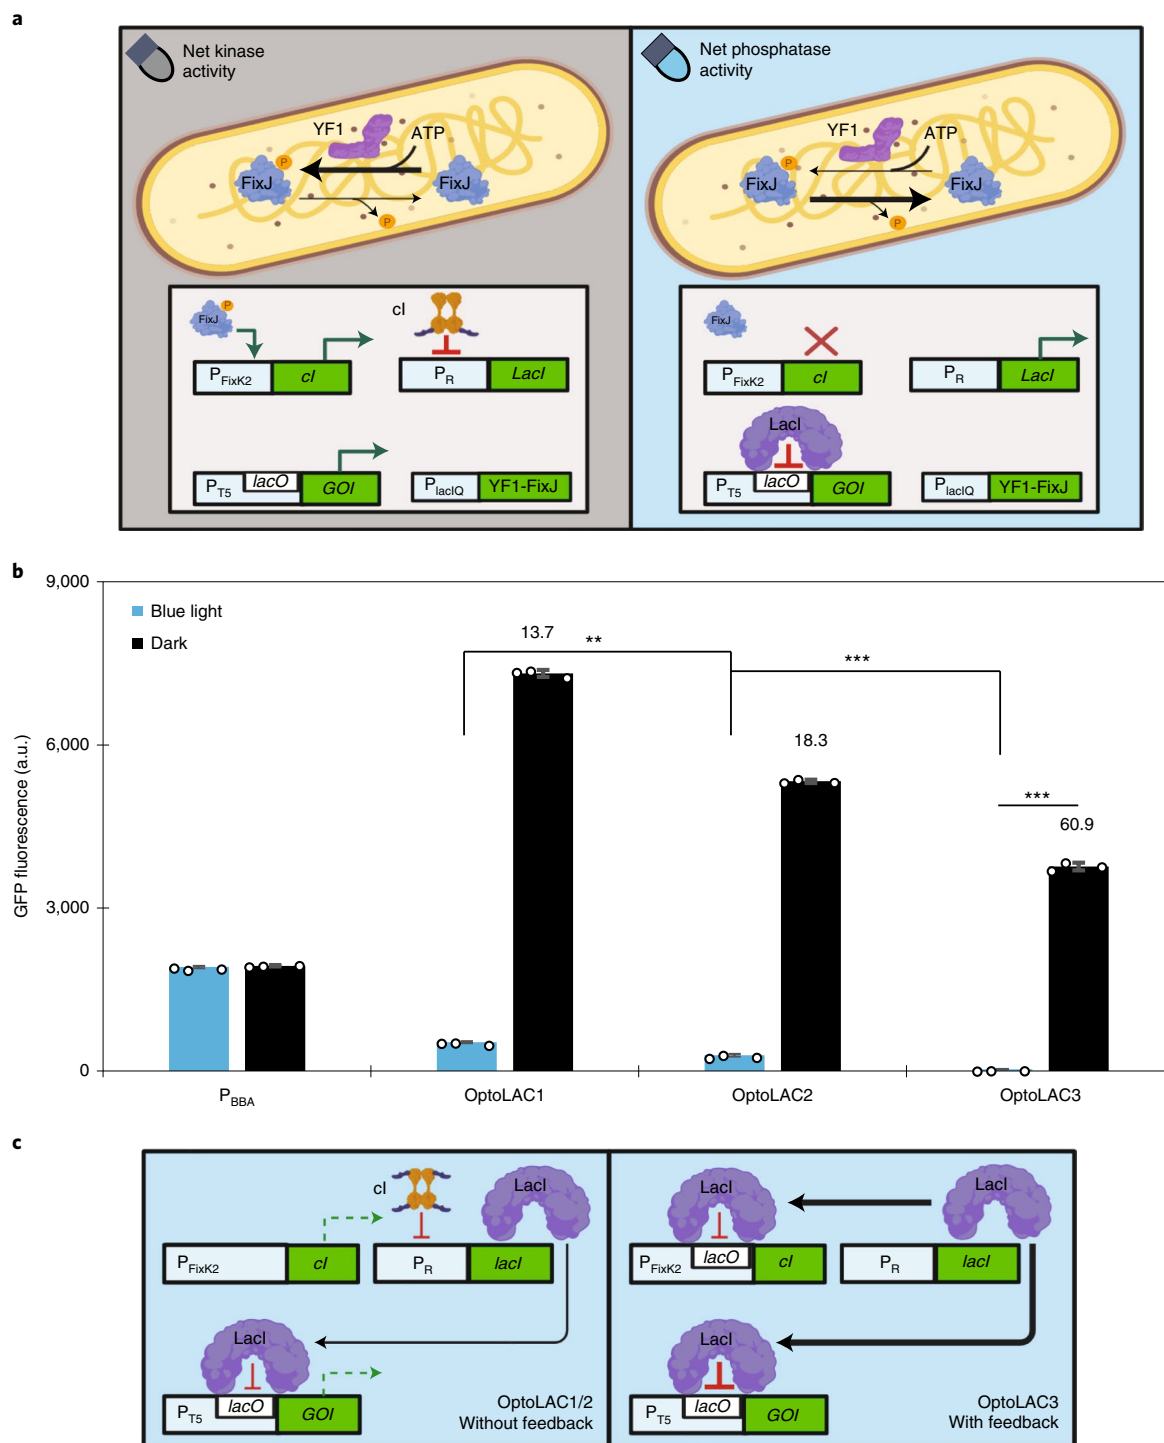 a
Net kinase
activity
YF1
ATP
P
FixJ
FixJ
P
Net phosphatase
activity
YF1
ATP
P
FixJ
FixJ
P
P
FixJ
cI
PFixK2
cI
PR
LacI
PT5
lacO
GOI
PlacIQ
YF1-FixJ
FixJ
PFixK2
cI
PR
LacI
LacI
PT5
lacO
GOI
PlacIQ
YF1-FixJ
b
9,000
6,000
3,000
0
GFP fluorescence (a.u.)
Blue light
Dark
13.7
**
***
18.3
***
60.9
PBBA
OptoLAC1
OptoLAC2
OptoLAC3
c
cI
LacI
PFixK2
cI
PR
lacI
LacI
PT5
lacO
GOI
OptoLAC1/2
Without feedback
LacI
LacI
PFixK2
lacO
cI
PR
lacI
LacI
PT5
lacO
GOI
OptoLAC3
With feedback